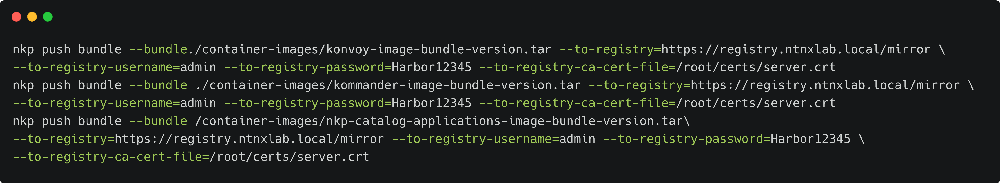 nkp push bundle --bundle./container-images/konvoy-image-bundle-version.tar --to-registry=https://registry.ntnxlab.local/mirror \
--to-registry-username=admin --to-registry-password=Harbor12345 --to-registry-ca-cert-file=/root/certs/server.crt
nkp push bundle --bundle ./container-images/kommander-image-bundle-version.tar --to-registry=https://registry.ntnxlab.local/mirror \
--to-registry-username=admin --to-registry-password=Harbor12345 --to-registry-ca-cert-file=/root/certs/server.crt
nkp push bundle --bundle /container-images/nkp-catalog-applications-image-bundle-version.tar\
--to-registry=https://registry.ntnxlab.local/mirror --to-registry-username=admin --to-registry-password=Harbor12345 \
--to-registry-ca-cert-file=/root/certs/server.crt